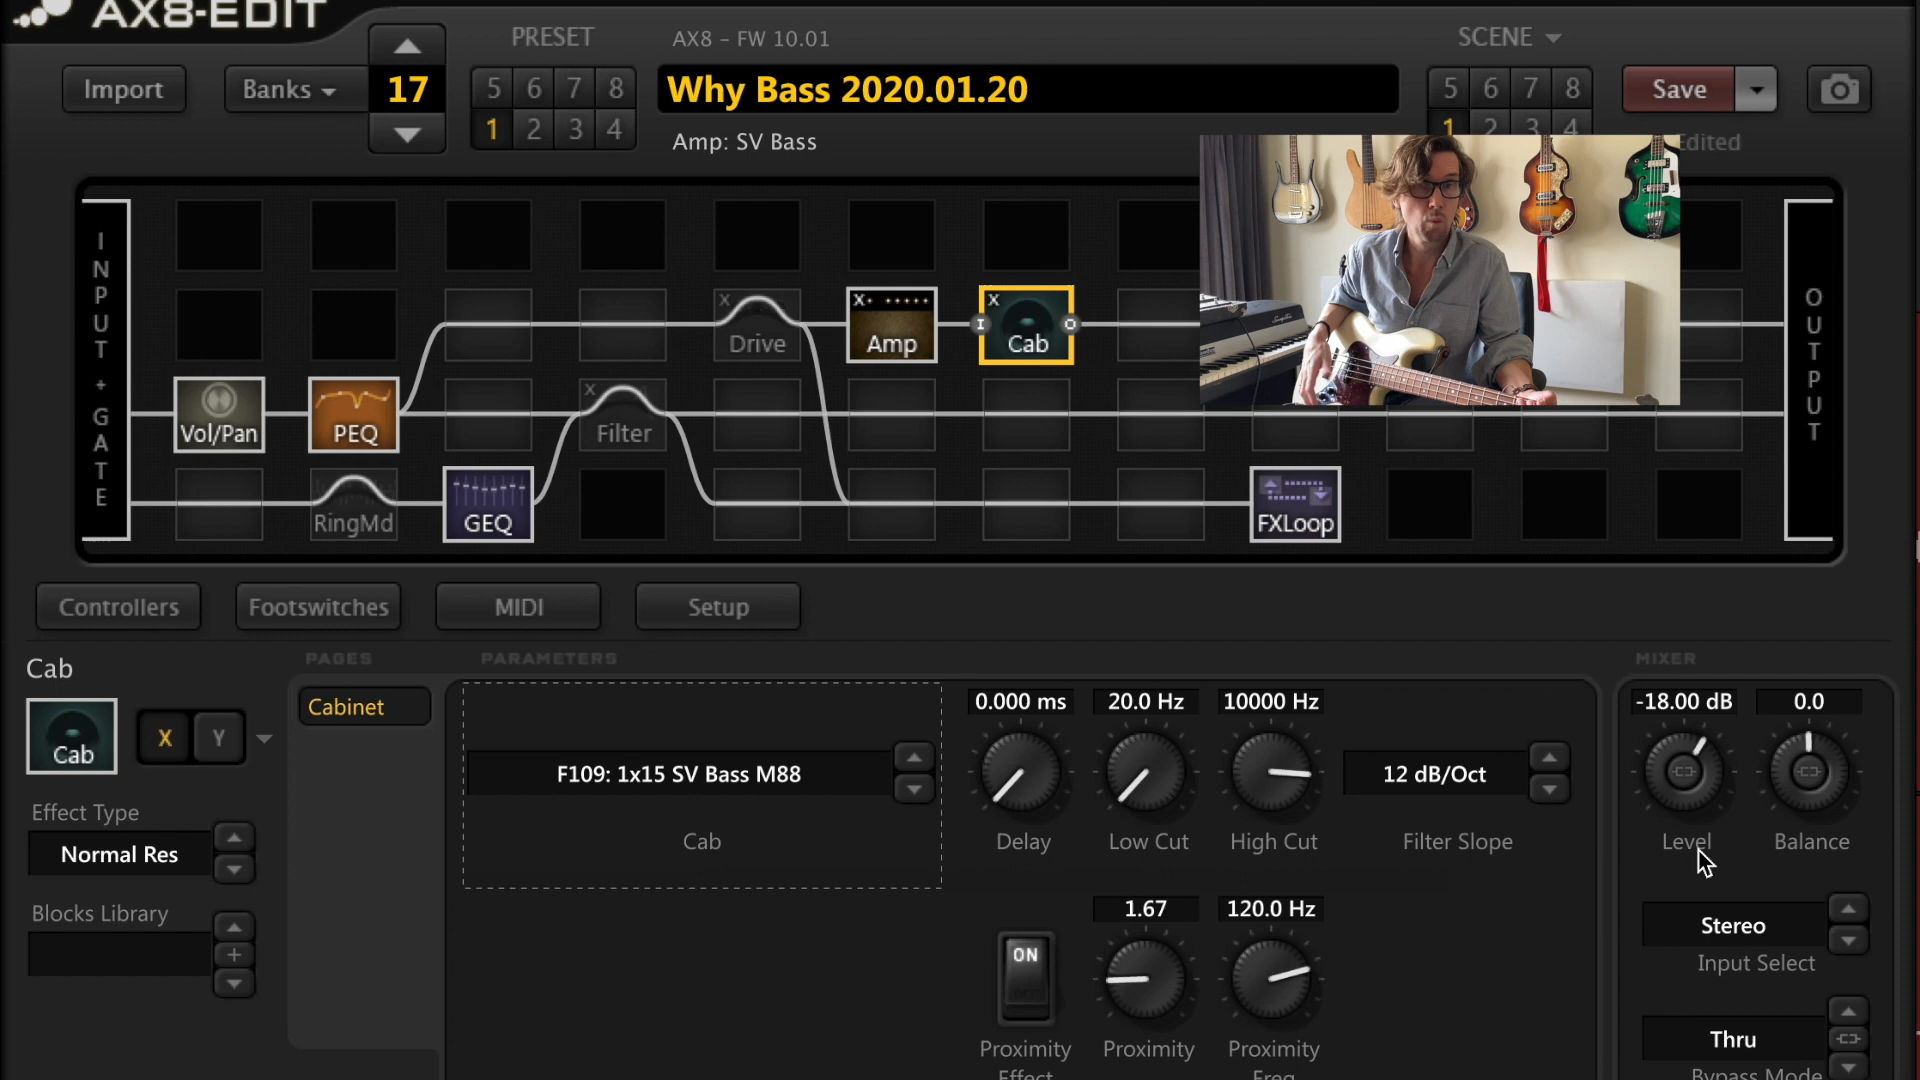 AX8-EDIT
PRESET
AX8 – FW 10.01
SCENE
Import
Banks
17
5 6 7 8
1 2 3 4
Why Bass 2020.01.20
5 6 7 8
1 2 3 4
Save
Amp: SV Bass
Edited
INPUT + GATE
OUTPUT
X
Drive
X
Amp
X
I
O
Cab
Vol/Pan
PEQ
X
Filter
RingMd
GEQ
FXLoop
Controllers
Footswitches
MIDI
Setup
Cab
PAGES
PARAMETERS
MIXER
Cabinet
0.000 ms
20.0 Hz
10000 Hz
-18.00 dB
0.0
Cab
X
Y
F109: 1x15 SV Bass M88
12 dB/Oct
Cab
Delay
Low Cut
High Cut
Filter Slope
Level
Balance
Effect Type
Normal Res
Blocks Library
+
1.67
120.0 Hz
ON
Stereo
Input Select
Thru
Bypass Mode
Proximity
Effect
Proximity
Proximity
Freq